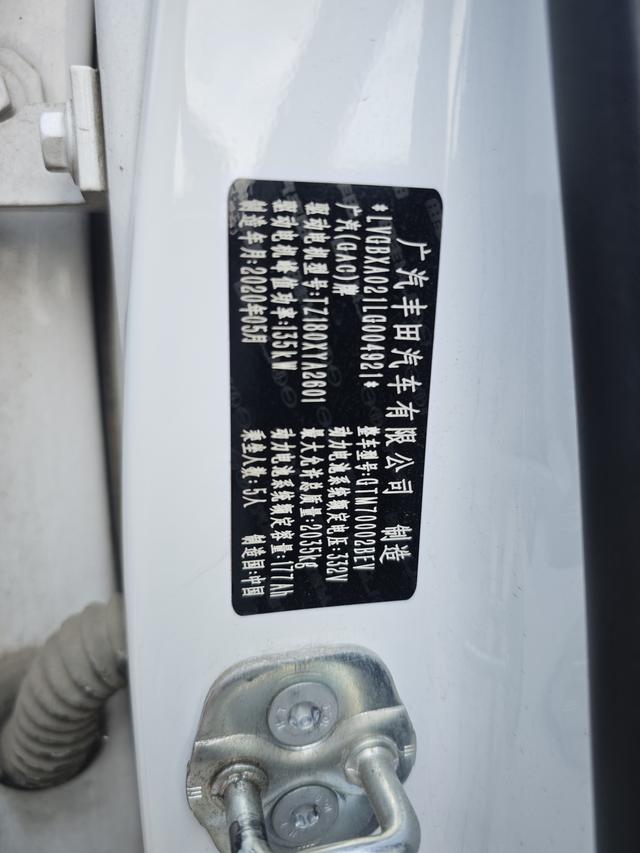 广汽丰田汽车有限公司 制造
*LVGBXA021LG004921*
广汽(GAC)牌 整车型号:GTM70002BEV
驱动电机型号:TZ180XYA2601 动力电池系统额定电压:332V
驱动电机峰值功率:135kW 最大允许总质量:2035kg
制造年月:2020年05月 动力电池系统额定容量:177Ah
乘坐人数:5人 制造国:中国